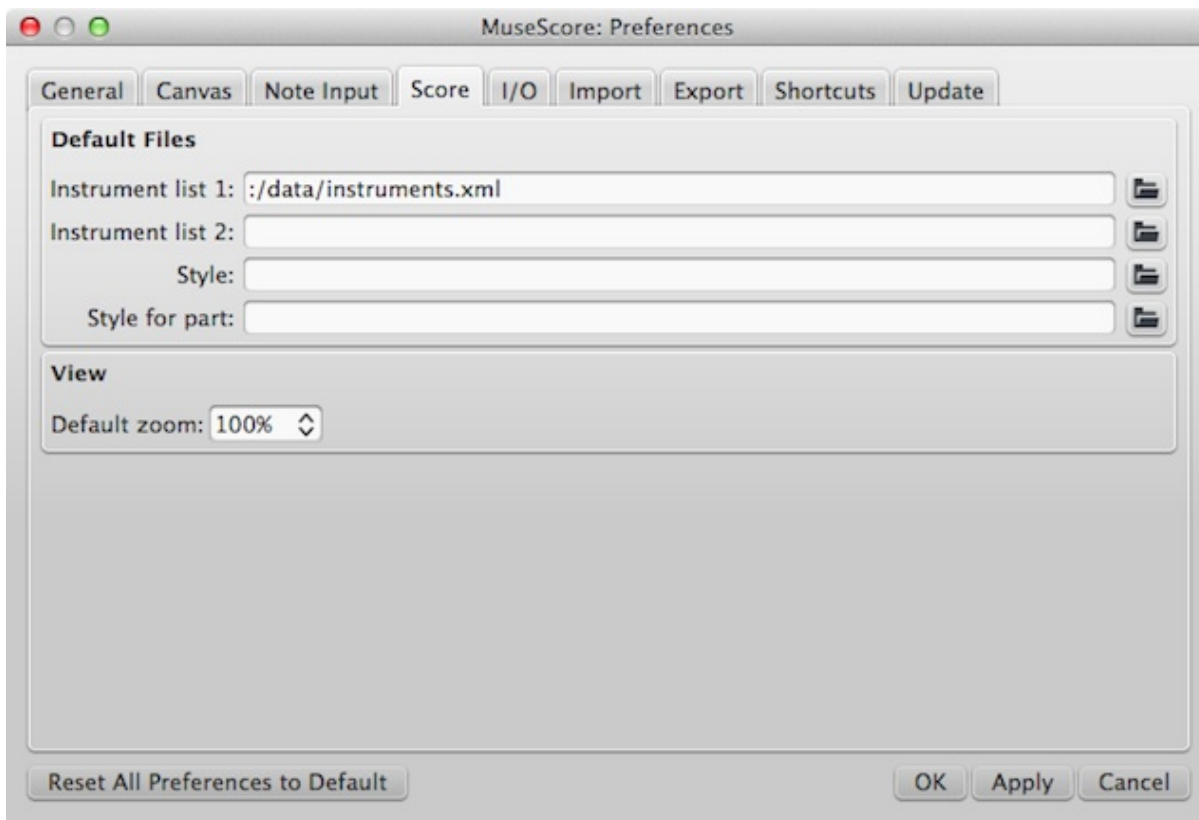 MuseScore: Preferences
General Canvas Note Input Score I/O Import Export Shortcuts Update
Default Files
Instrument list 1: :/data/instruments.xml
Instrument list 2:
Style:
Style for part:
View
Default zoom: 100%
Reset All Preferences to Default OK Apply Cancel